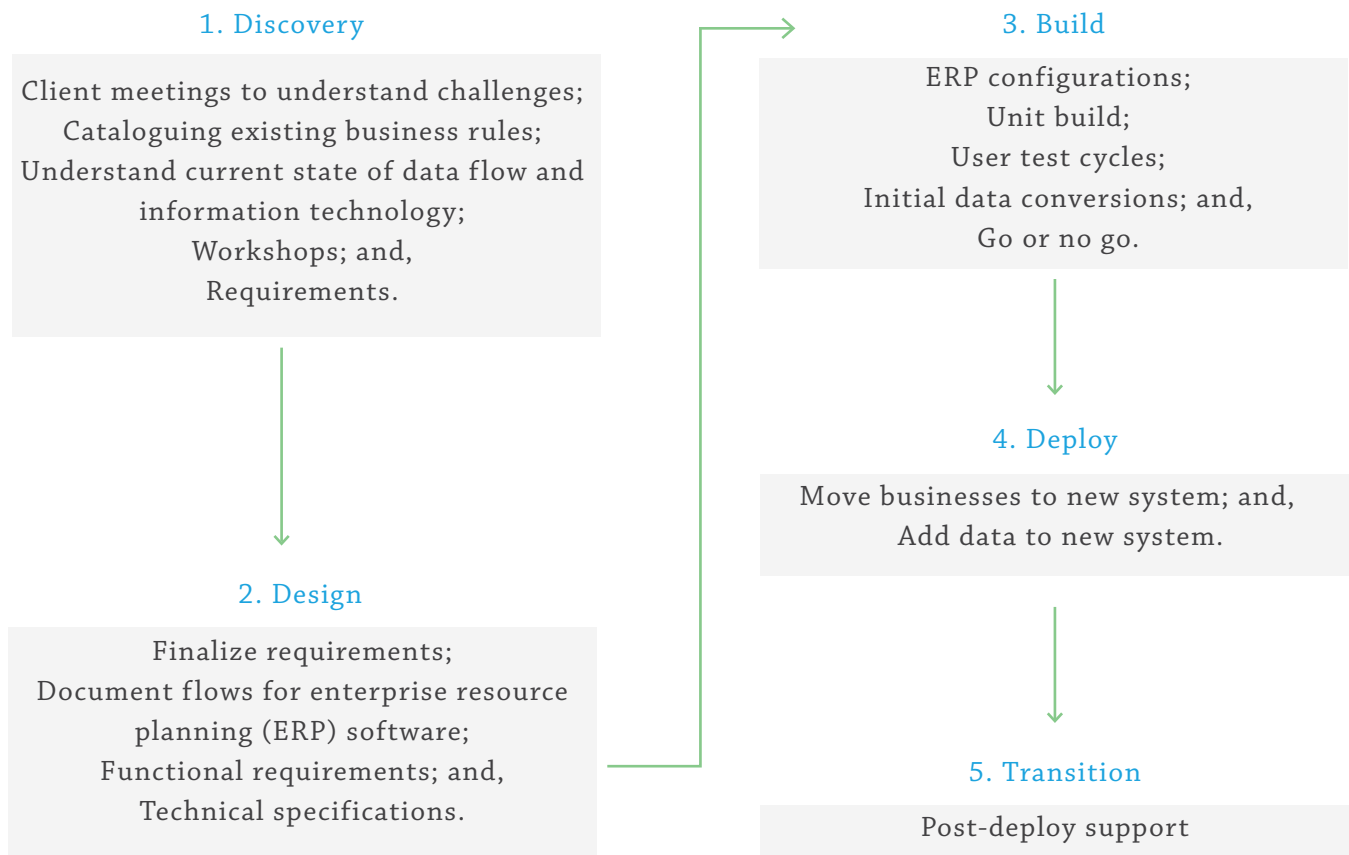 1. Discovery
Client meetings to understand challenges;
Cataloguing existing business rules;
Understand current state of data flow and
information technology;
Workshops; and,
Requirements.
2. Design
Finalize requirements;
Document flows for enterprise resource
planning (ERP) software;
Functional requirements; and,
Technical specifications.
3. Build
ERP configurations;
Unit build;
User test cycles;
Initial data conversions; and,
Go or no go.
4. Deploy
Move businesses to new system; and,
Add data to new system.
5. Transition
Post-deploy support